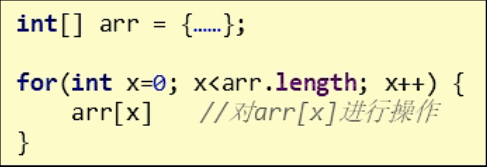 int[] arr = {……};
for(int x=0; x<arr.length; x++) {
arr[x] //对arr[x]进行操作
}